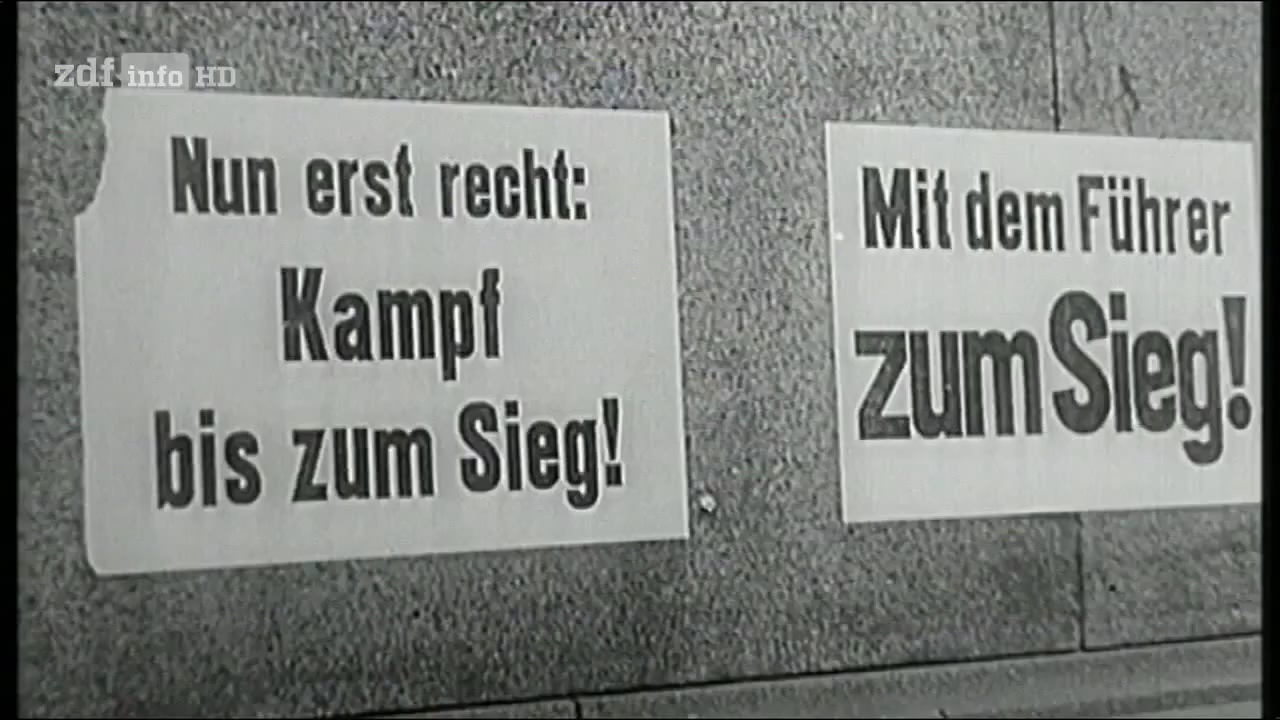 zdf info HD
Nun erst recht:
Kampf
bis zum Sieg!
Mit dem Führer
zum Sieg!